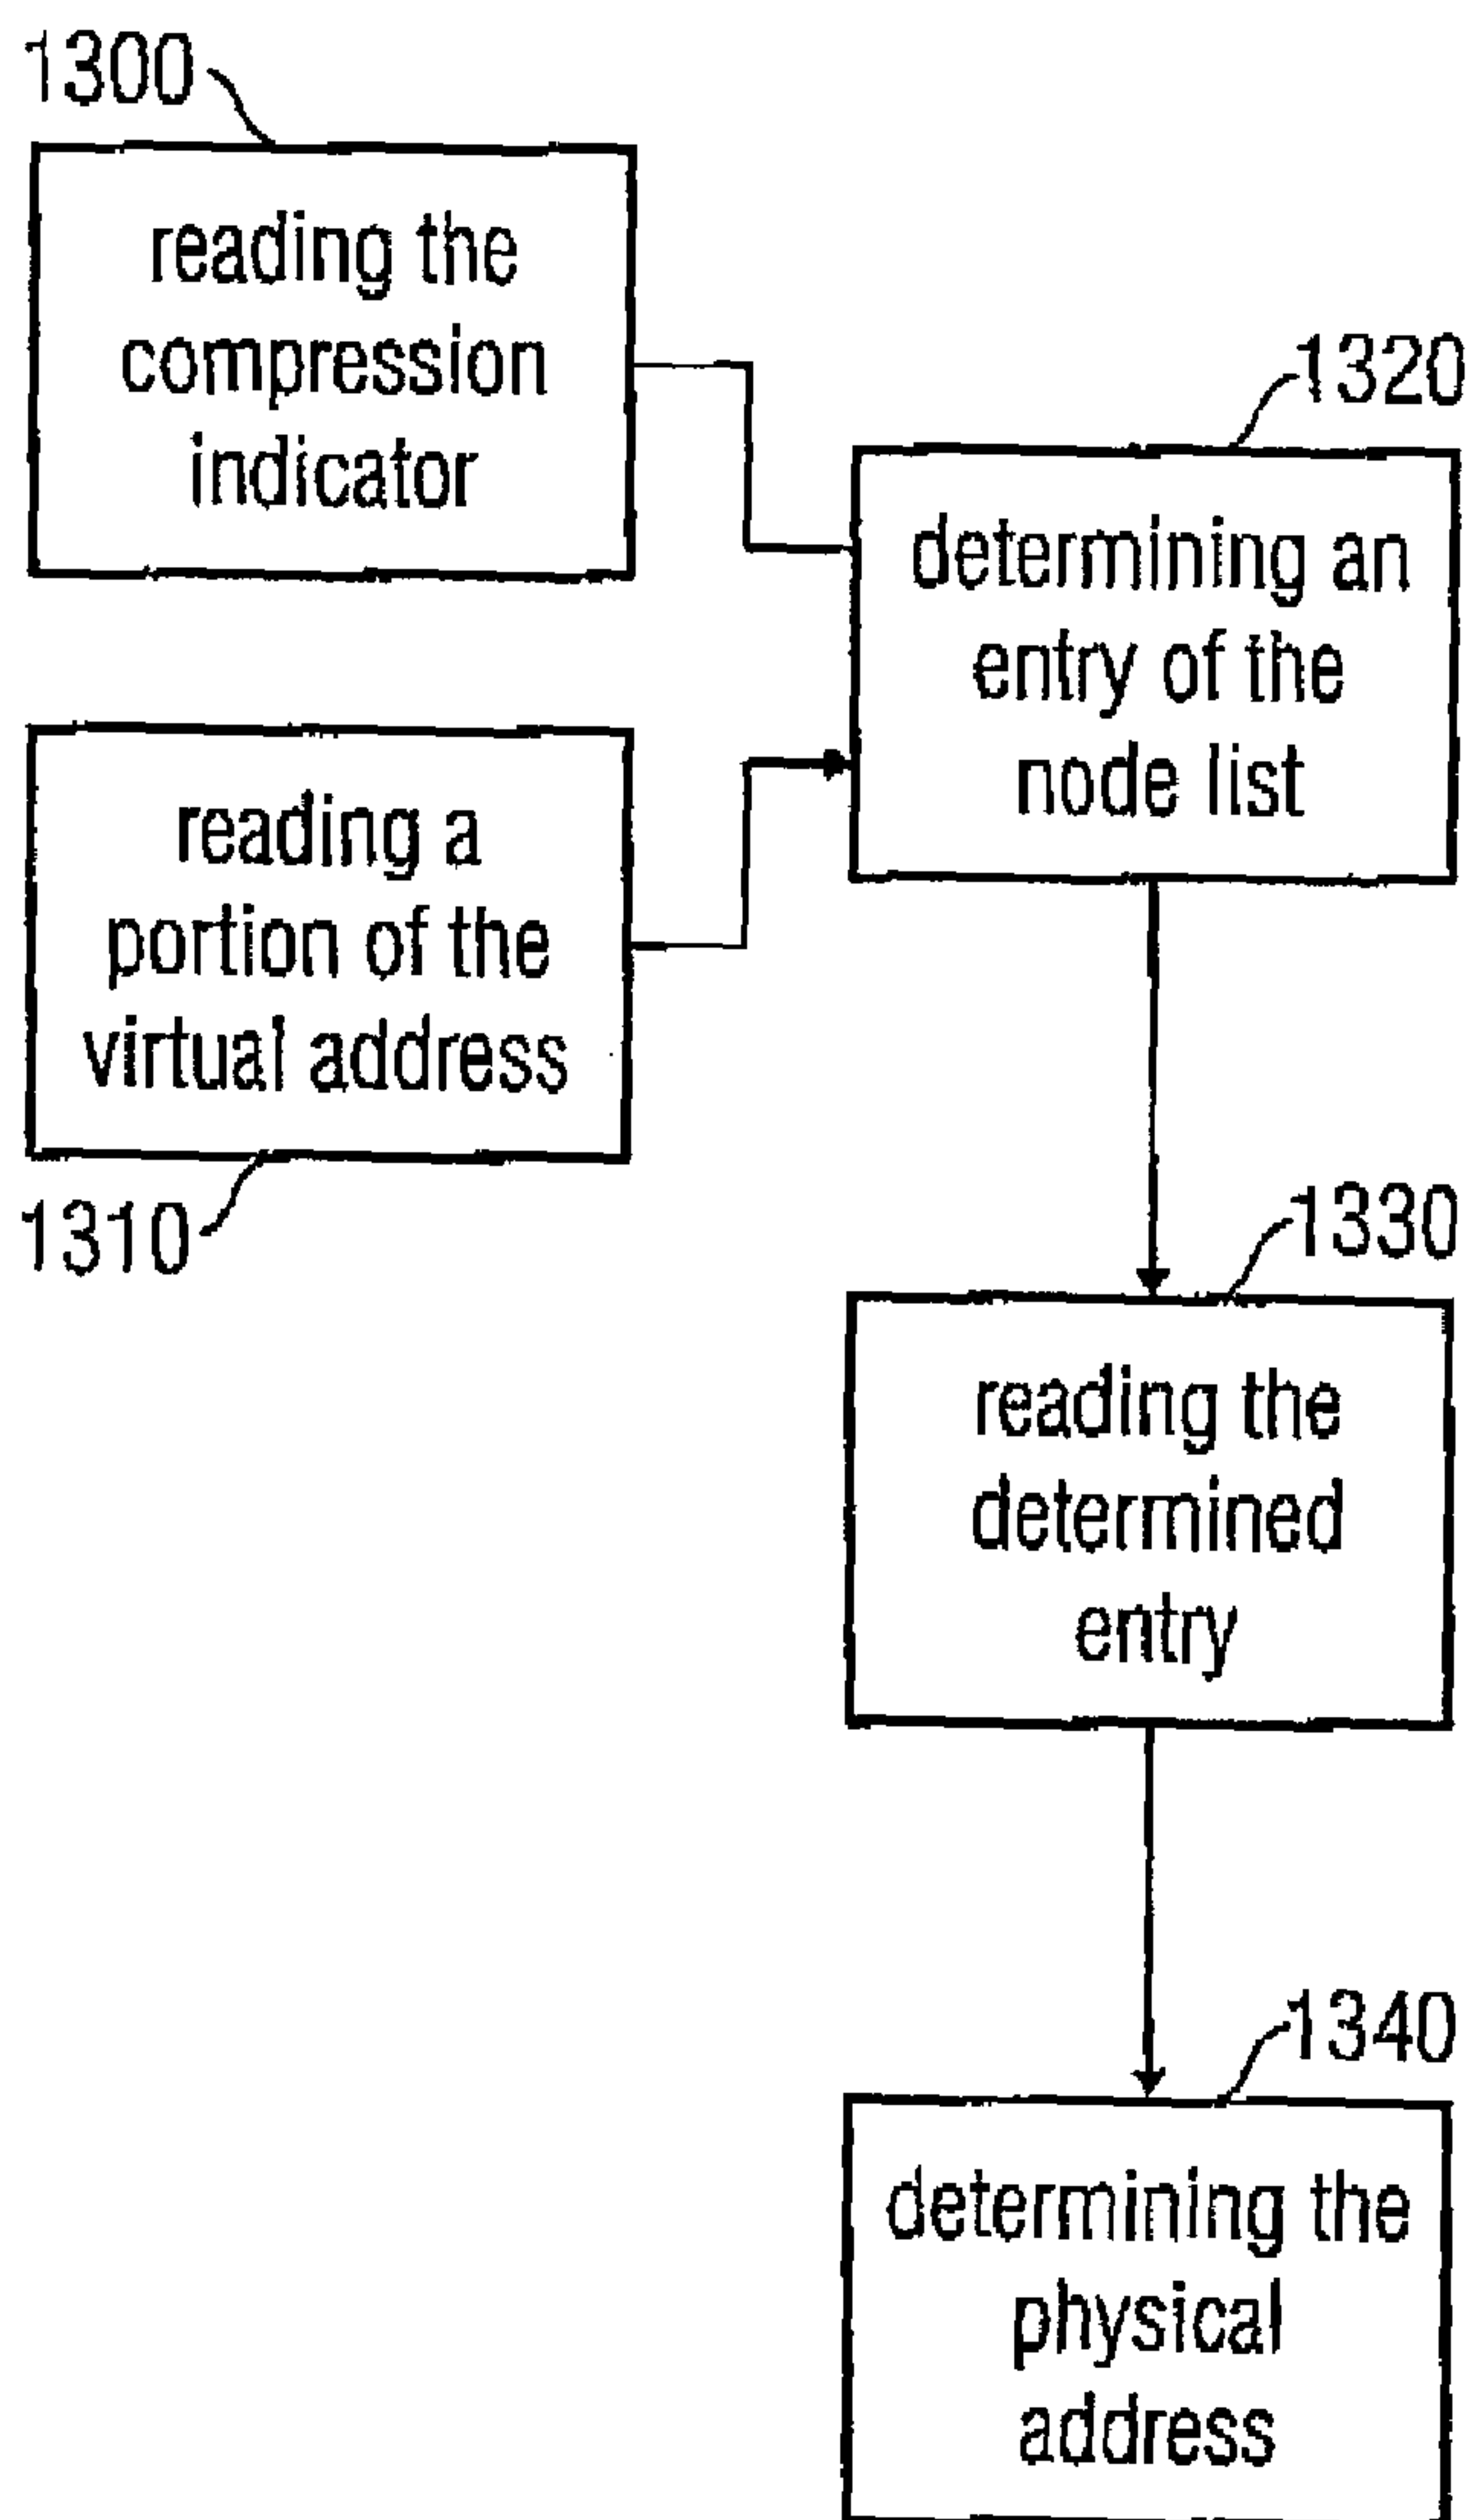 1300
reading the
compression
indicator
1320
determining an
entry of the
node list
reading a
portion of the
virtual address
1310
1330
reading the
determined
entry
1340
determining the
physical
address